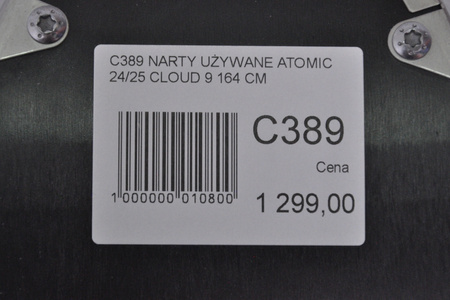 C389 NARTY UŻYWANE ATOMIC
24/25 CLOUD 9 164 CM
C389
Cena
1 000000 010800
1 299,00